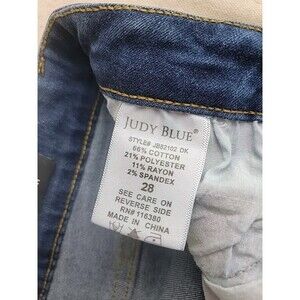 JUDY BLUE®
STYLE# JB82102 DK
66% COTTON
21% POLYESTER
11% RAYON
2% SPANDEX
28
SEE CARE ON
REVERSE SIDE
RN# 116380
MADE IN CHINA